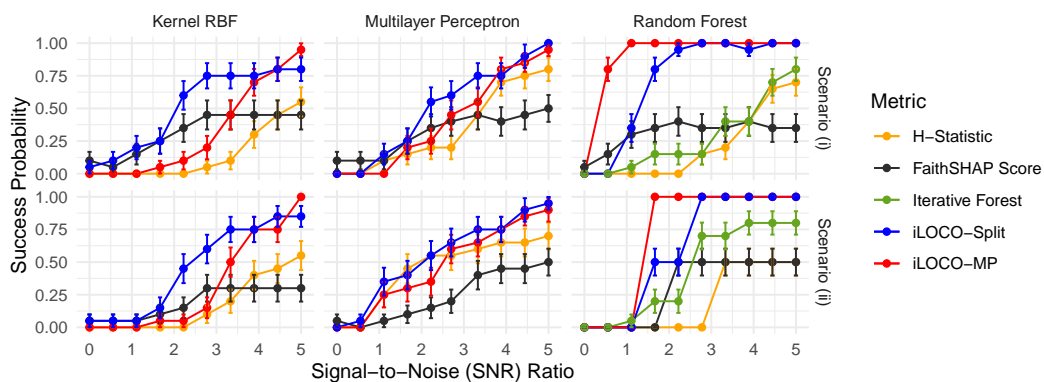 Kernel RBF
Multilayer Perceptron
Random Forest
1.00
0.75
0.50
0.25
0.00
Scenario (i)
1.00
0.75
0.50
0.25
0.00
Scenario (ii)
Success Probability
0 1 2 3 4 5
0 1 2 3 4 5
0 1 2 3 4 5
Signal−to−Noise (SNR) Ratio
Metric
H−Statistic
FaithSHAP Score
Iterative Forest
iLOCO−Split
iLOCO−MP